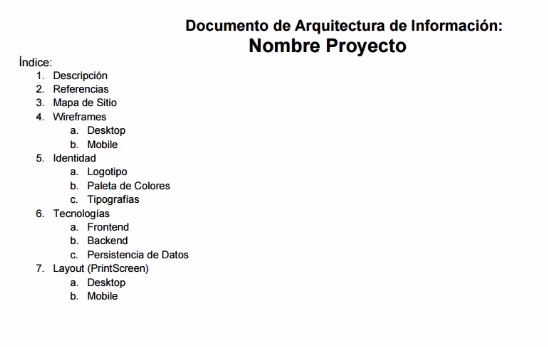 Documento de Arquitectura de Información:
Nombre Proyecto
Índice:
1. Descripción
2. Referencias
3. Mapa de Sitio
4. Wireframes
a. Desktop
b. Mobile
5. Identidad
a. Logotipo
b. Paleta de Colores
c. Tipografías
6. Tecnologías
a. Frontend
b. Backend
c. Persistencia de Datos
7. Layout (PrintScreen)
a. Desktop
b. Mobile